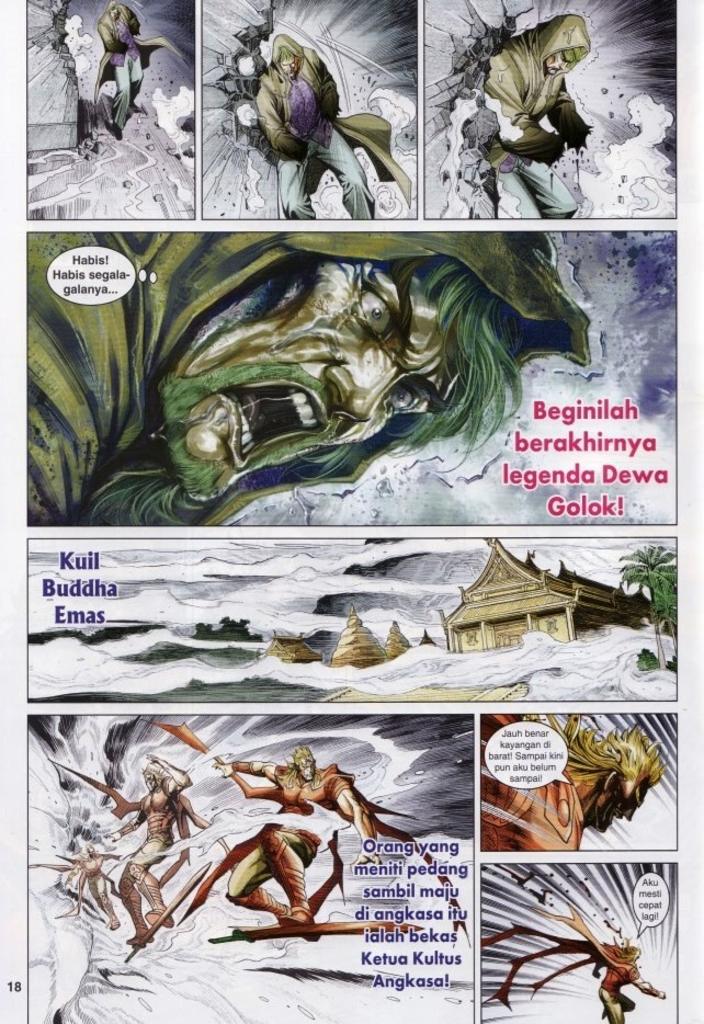 Habis!
Habis segala-
galanya...
Beginilah
berakhirnya
legenda Dewa
Golok!
Kuil
Buddha
Emas
Orang yang
meniti pedang
sambil maju
di angkasa itu
ialah bekas
Ketua Kultus
Angkasa!
Jauh benar
kayangan di
barat! Sampai kini
pun aku belum
sampai!
Aku
mesti
cepat
lagi!
18